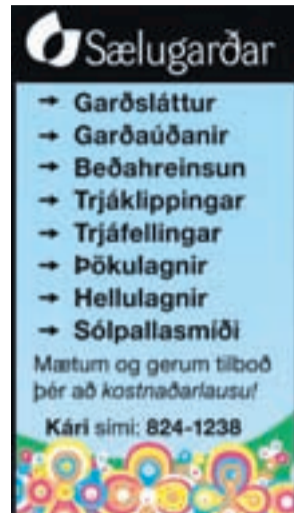 Sælugarðar
→ Garðsláttur
→ Garðaúðanir
→ Beðahreinsun
→ Trjáklippingar
→ Trjáfellingar
→ Þökulagnir
→ Hellulagnir
→ Sólpallasmíði
Mætum og gerum tilboð
þér að kostnaðarlausu!
Kári sími: 824-1238